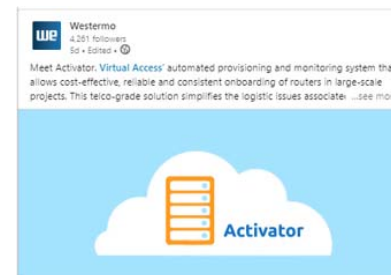 we
Westermo
4,261 followers
5d • Edited •
Meet Activator. Virtual Access' automated provisioning and monitoring system tha
allows cost-effective, reliable and consistent onboarding of routers in large-scale
projects. This telco-grade solution simplifies the logistic issues associate ...see mo
Activator